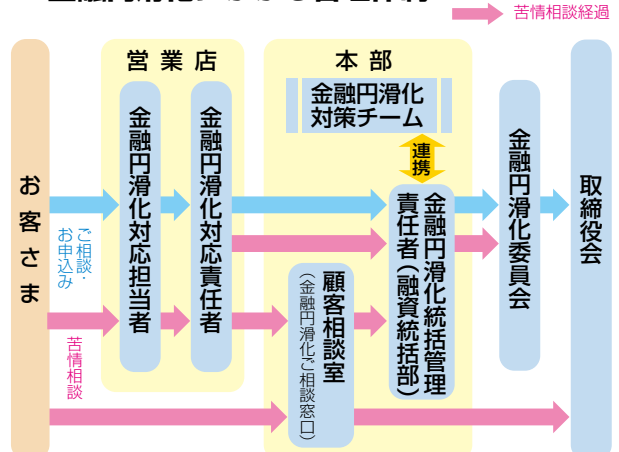 苦情相談経過
営業店
本部
金融円滑化
対策チーム
連携
お客さま
ご相談・
お申込み
苦情相談
金融円滑化対応担当者
金融円滑化対応責任者
顧客相談室
(金融円滑化ご相談窓口)
金融円滑化統括管理
責任者(融資統括部)
金融円滑化委員会
取締役会